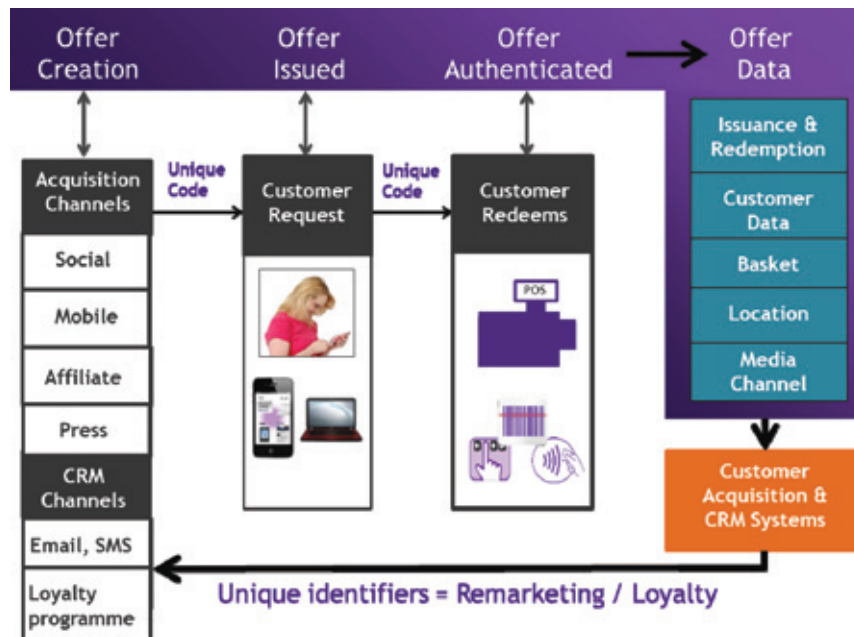 Offer
Creation
Offer
Issued
Offer
Authenticated
Offer
Data
Acquisition
Channels
Social
Mobile
Affiliate
Press
CRM
Channels
Email, SMS
Loyalty
programme
Unique
Code
Customer
Request
Unique
Code
Customer
Redeems
POS
Issuance &
Redemption
Customer
Data
Basket
Location
Media
Channel
Customer
Acquisition &
CRM Systems
Unique identifiers = Remarketing / Loyalty